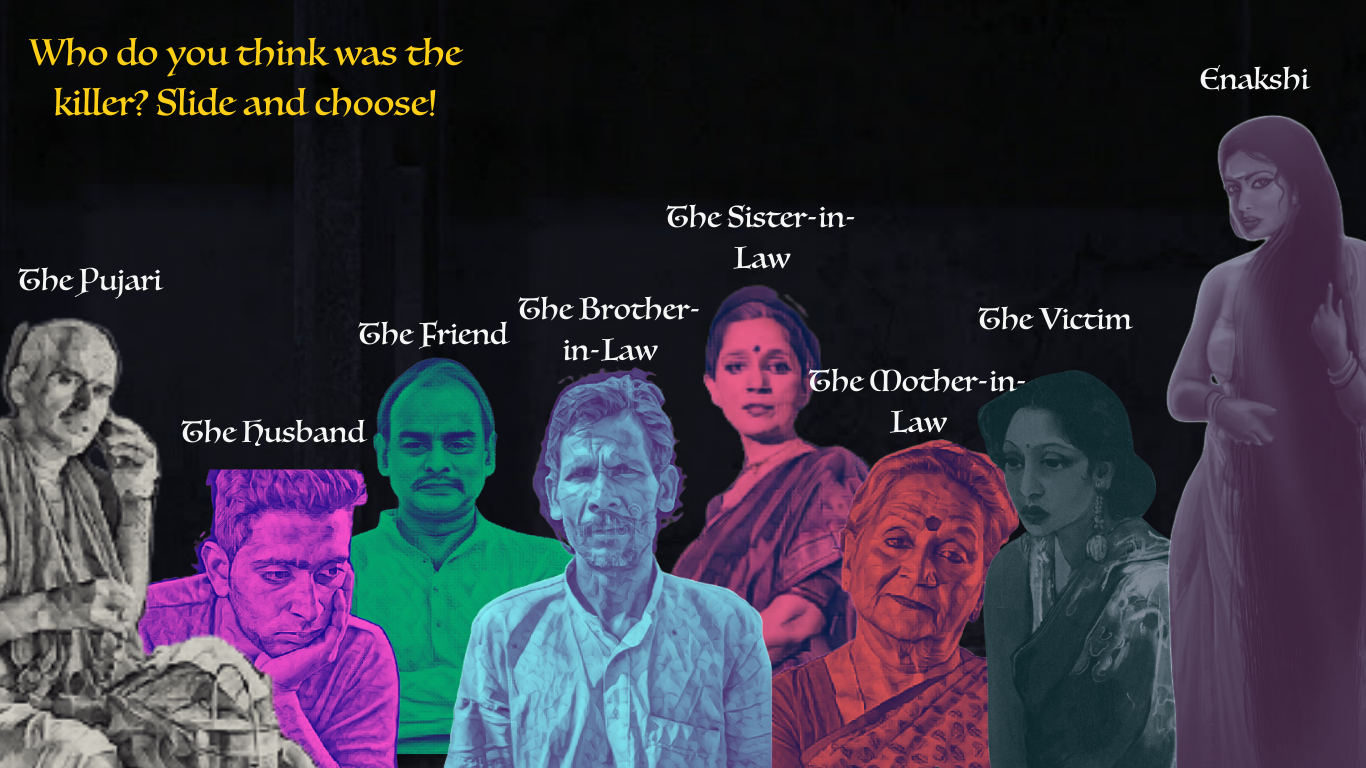 Who do you think was the
killer? Slide and choose!
Enakshi
The Sister-in-
Law
The Pujari
The Brother-
in-Law
The Friend
The Victim
The Mother-in-
Law
The Husband